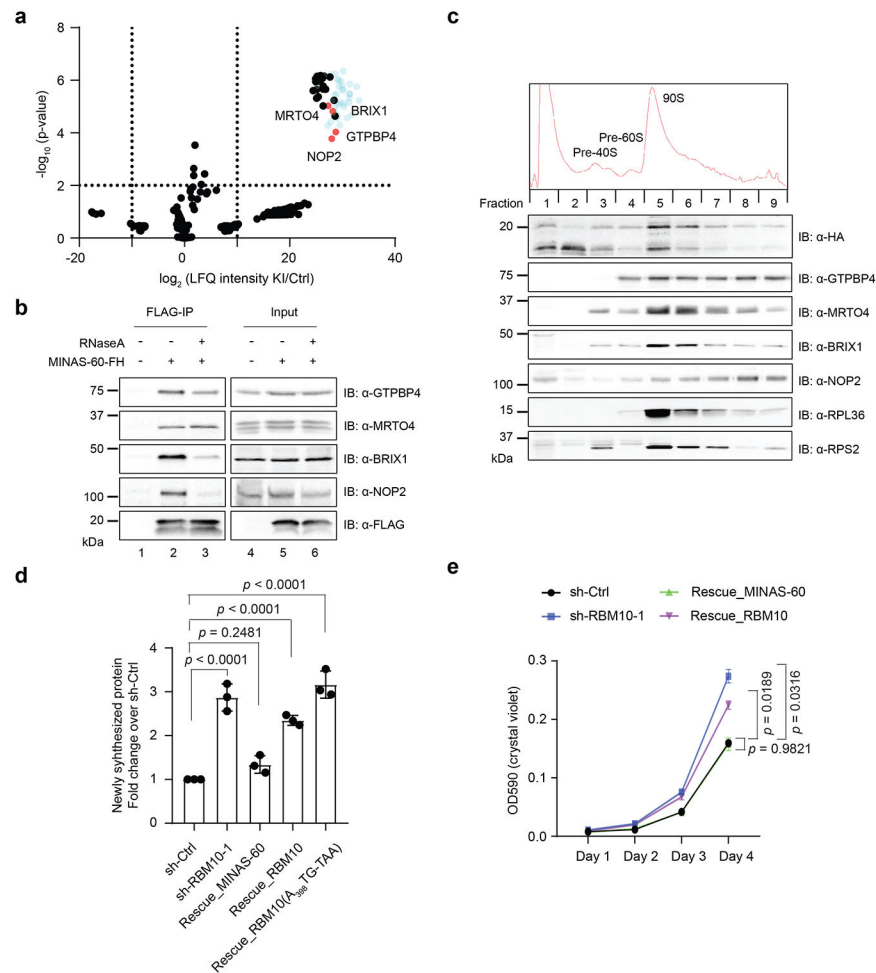 a
-log10 (p-value)
8
6
4
2
0
-20
0
20
40
log2 (LFQ intensity KI/Ctrl)
MRTO4
BRIX1
GTPBP4
NOP2
b
FLAG-IP
Input
RNaseA
- - + - - +
MINAS-60-FH
- + + - + +
75
IB: α-GTPBP4
37
IB: α-MRTO4
50
IB: α-BRIX1
100
IB: α-NOP2
20
IB: α-FLAG
kDa
1 2 3 4 5 6
c
90S
Pre-60S
Pre-40S
Fraction 1 2 3 4 5 6 7 8 9
20
IB: α-HA
75
IB: α-GTPBP4
37
IB: α-MRTO4
50
IB: α-BRIX1
100
IB: α-NOP2
15
IB: α-RPL36
37
IB: α-RPS2
kDa
d
p < 0.0001
p < 0.0001
p = 0.2481
p < 0.0001
Newly syhthesized protein
Fold change over sh-Ctrl
4
3
2
1
0
sh-Ctrl
sh-RBM10-1
Rescue_MINAS-60
Rescue_RBM10
Rescue_RBM10(A398TG-TAA)
e
sh-Ctrl
Rescue_MINAS-60
sh-RBM10-1
Rescue_RBM10
OD590 (crystal violet)
0.3
0.2
0.1
0.0
Day 1
Day 2
Day 3
Day 4
p = 0.0189
p = 0.0316
p = 0.9821